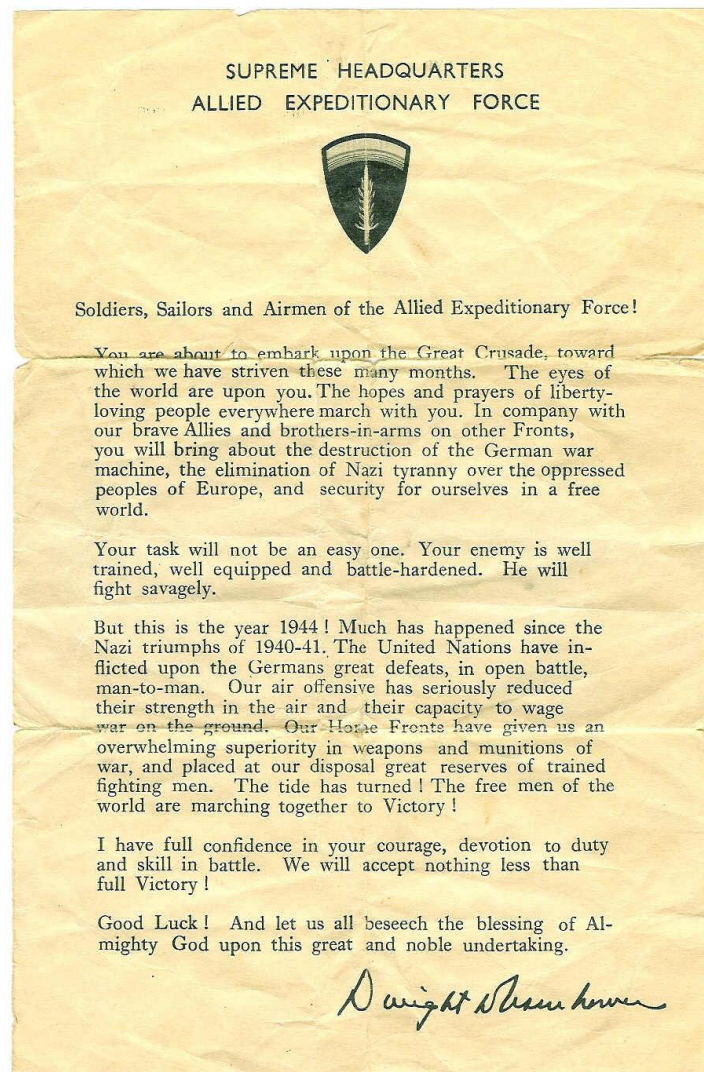 SUPREME HEADQUARTERS
ALLIED EXPEDITIONARY FORCE
Soldiers, Sailors and Airmen of the Allied Expeditionary Force!
You are about to embark upon the Great Crusade, toward
which we have striven these many months. The eyes of
the world are upon you. The hopes and prayers of liberty-
loving people everywhere march with you. In company with
our brave Allies and brothers-in-arms on other Fronts,
you will bring about the destruction of the German war
machine, the elimination of Nazi tyranny over the oppressed
peoples of Europe, and security for ourselves in a free
world.
Your task will not be an easy one. Your enemy is well
trained, well equipped and battle-hardened. He will
fight savagely.
But this is the year 1944! Much has happened since the
Nazi triumphs of 1940-41. The United Nations have in-
flicted upon the Germans great defeats, in open battle,
man-to-man. Our air offensive has seriously reduced
their strength in the air and their capacity to wage
war on the ground. Our Home Fronts have given us an
overwhelming superiority in weapons and munitions of
war, and placed at our disposal great reserves of trained
fighting men. The tide has turned! The free men of the
world are marching together to Victory!
I have full confidence in your courage, devotion to duty
and skill in battle. We will accept nothing less than
full Victory!
Good Luck! And let us all beseech the blessing of Al-
mighty God upon this great and noble undertaking.
Dwight D Eisenhower